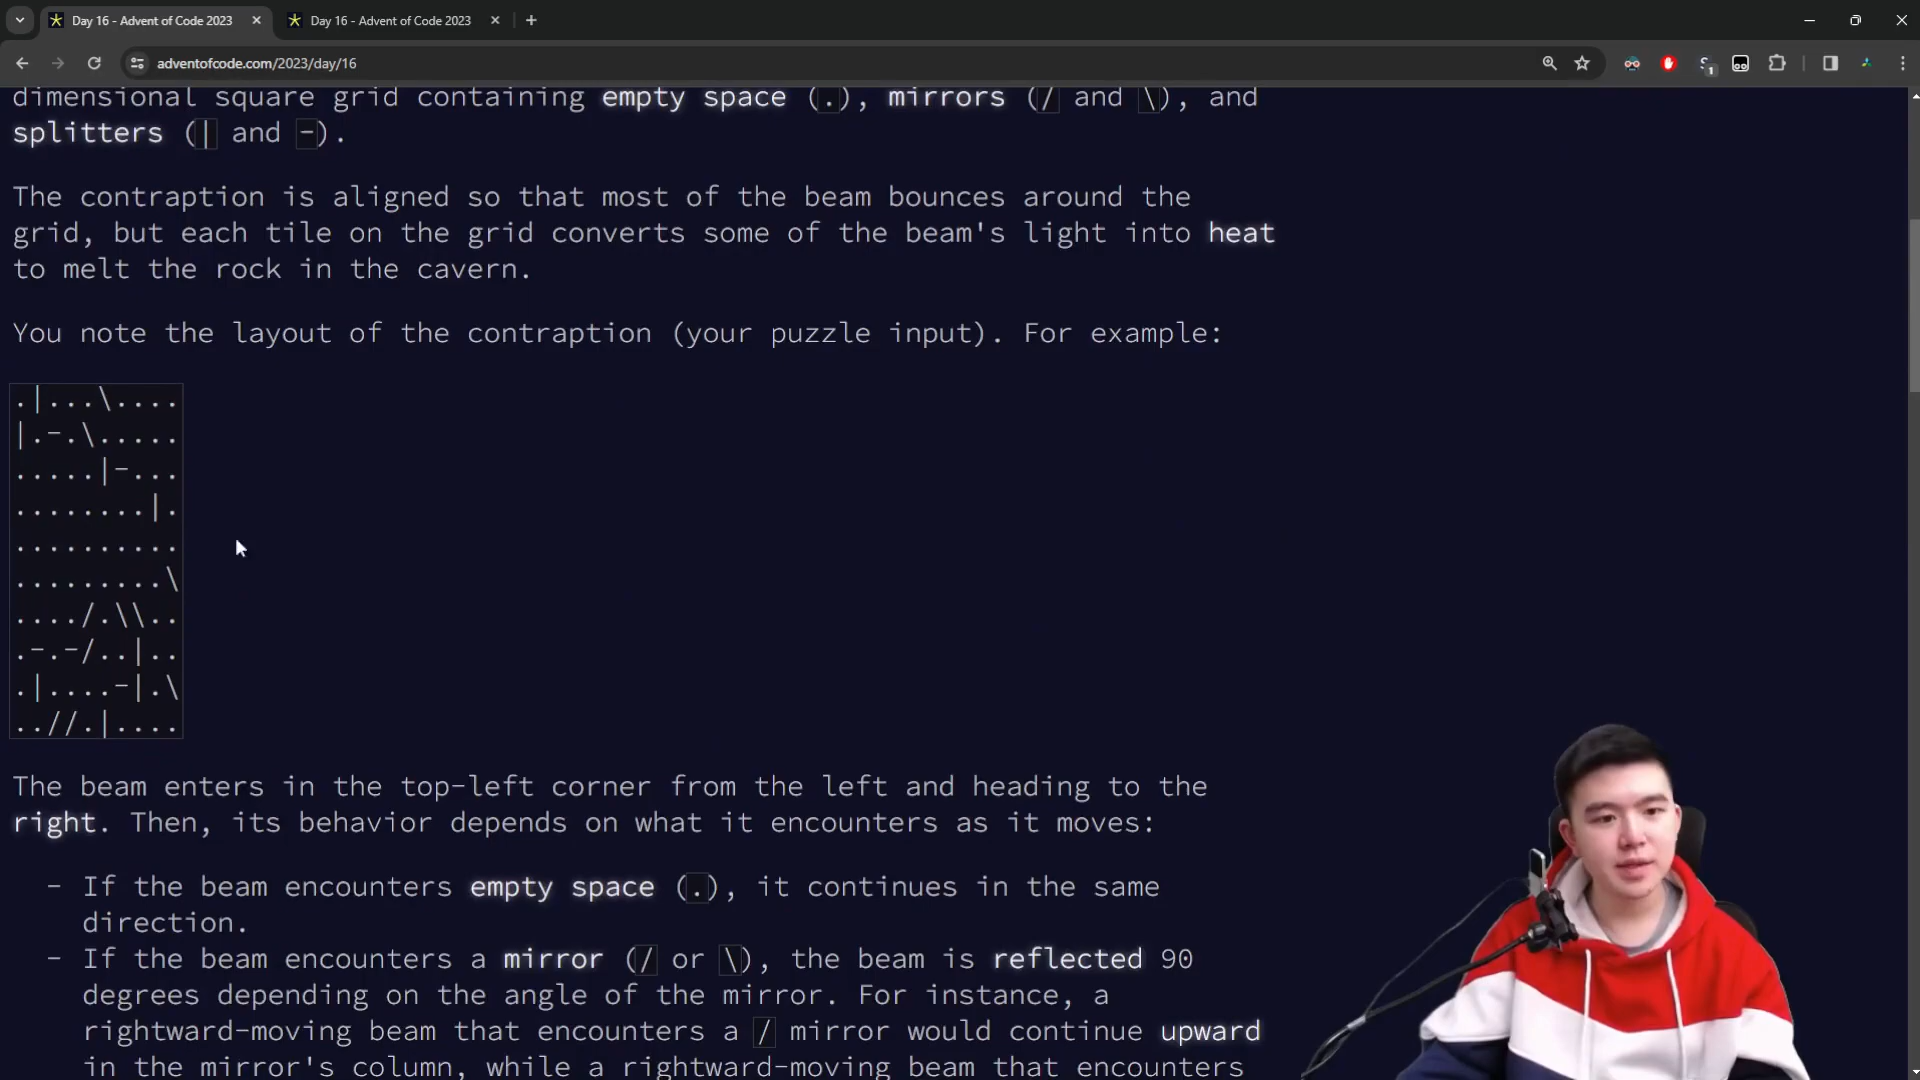 Day 16 - Advent of Code 2023
Day 16 - Advent of Code 2023
adventofcode.com/2023/day/16
1
dimensional square grid containing empty space (.), mirrors (/ and \), and
splitters (| and -).
The contraption is aligned so that most of the beam bounces around the
grid, but each tile on the grid converts some of the beam's light into heat
to melt the rock in the cavern.
You note the layout of the contraption (your puzzle input). For example:
.|...\....
|.-.\.....
.....|-...
........|.
..........
.........\
..../.\\..
.-.-/..|..
.|....-|.\
..//.|....
The beam enters in the top-left corner from the left and heading to the
right. Then, its behavior depends on what it encounters as it moves:
- If the beam encounters empty space (.), it continues in the same
direction.
- If the beam encounters a mirror (/ or \), the beam is reflected 90
degrees depending on the angle of the mirror. For instance, a
rightward-moving beam that encounters a / mirror would continue upward
in the mirror's column, while a rightward-moving beam that encounters